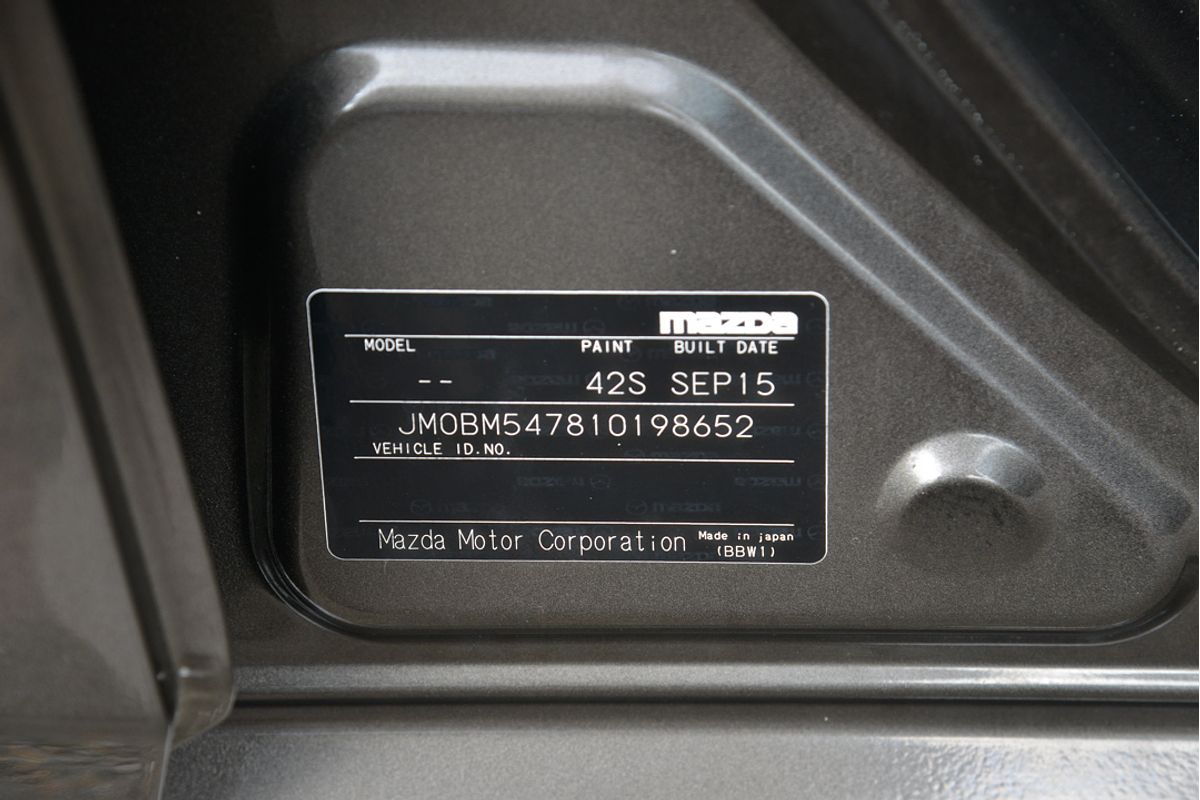 mazda
MODEL PAINT BUILT DATE
-- 42S SEP15
JM0BM547810198652
VEHICLE ID.NO.
Mazda Motor Corporation Made in japan
(BBW1)